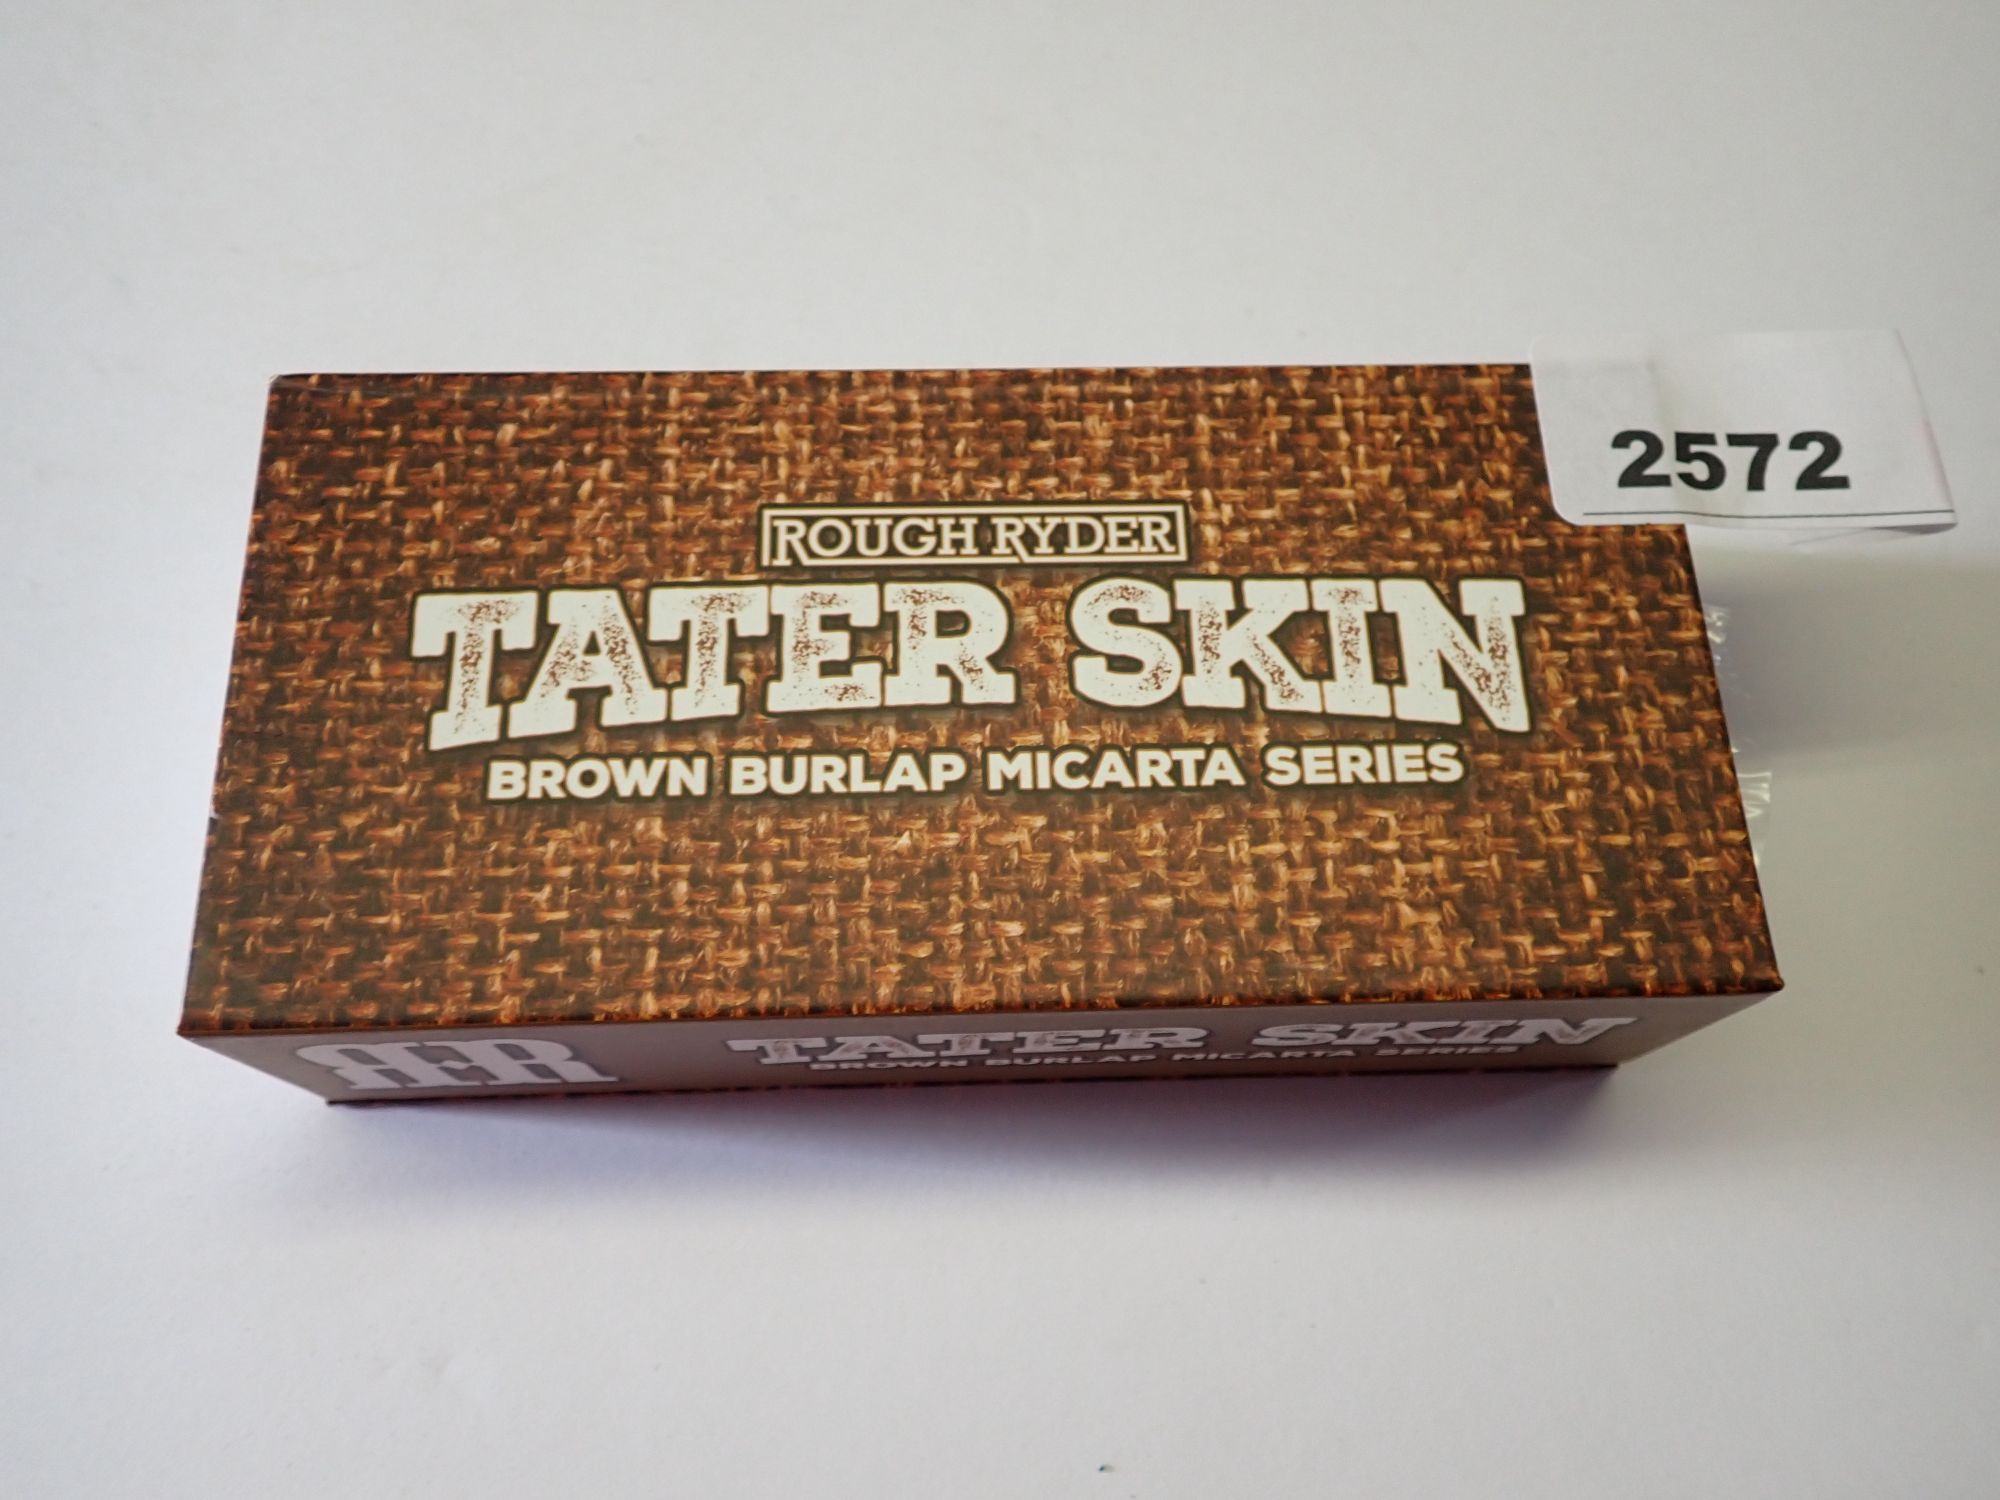 2572
ROUGH RYDER
TATER SKIN
BROWN BURLAP MICARTA SERIES
RR
TATER SKIN
BROWN BURLAP MICARTA SERIES